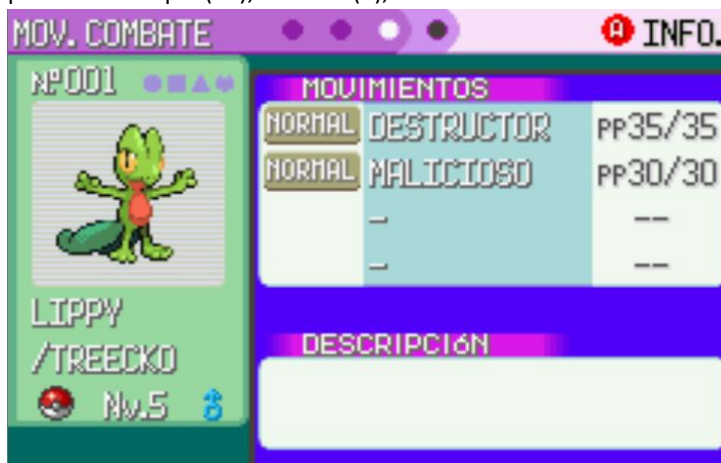 MOV. COMBATE
A INFO.
Nº001
MOVIMIENTOS
NORMAL DESTRUCTOR PP35/35
NORMAL MALICIOSO PP30/30
- --
- --
LIPPY
/TREECKO
Nv.5 ♂
DESCRIPCIÓN